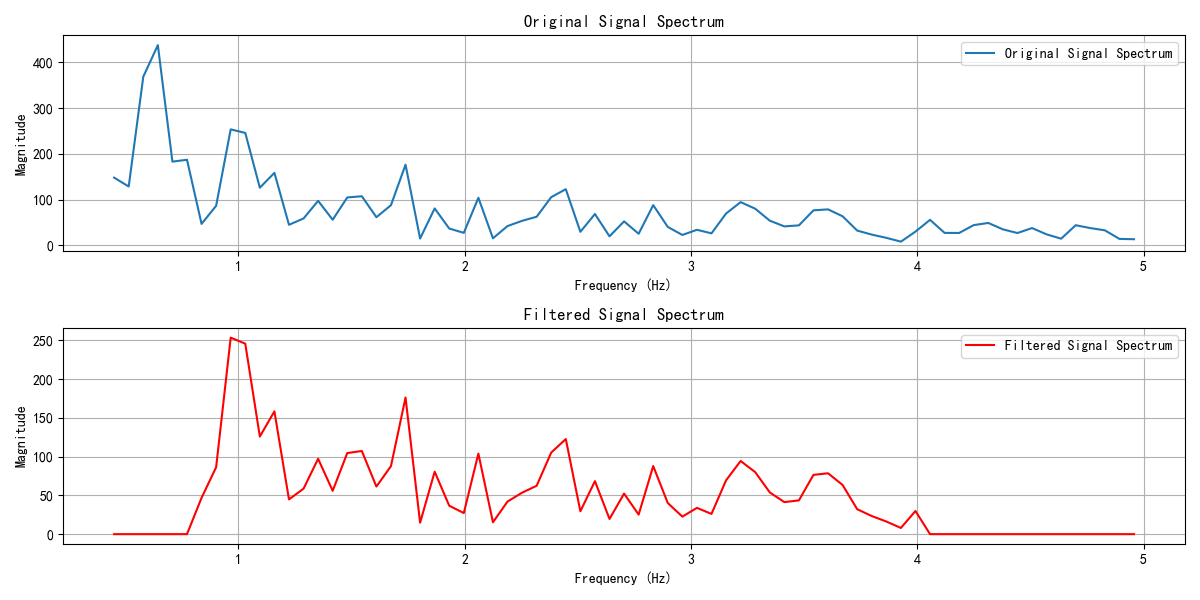 Original Signal Spectrum
Original Signal Spectrum
Magnitude
400
300
200
100
0
1 2 3 4 5
Frequency (Hz)
Filtered Signal Spectrum
Filtered Signal Spectrum
Magnitude
250
200
150
100
50
0
1 2 3 4 5
Frequency (Hz)